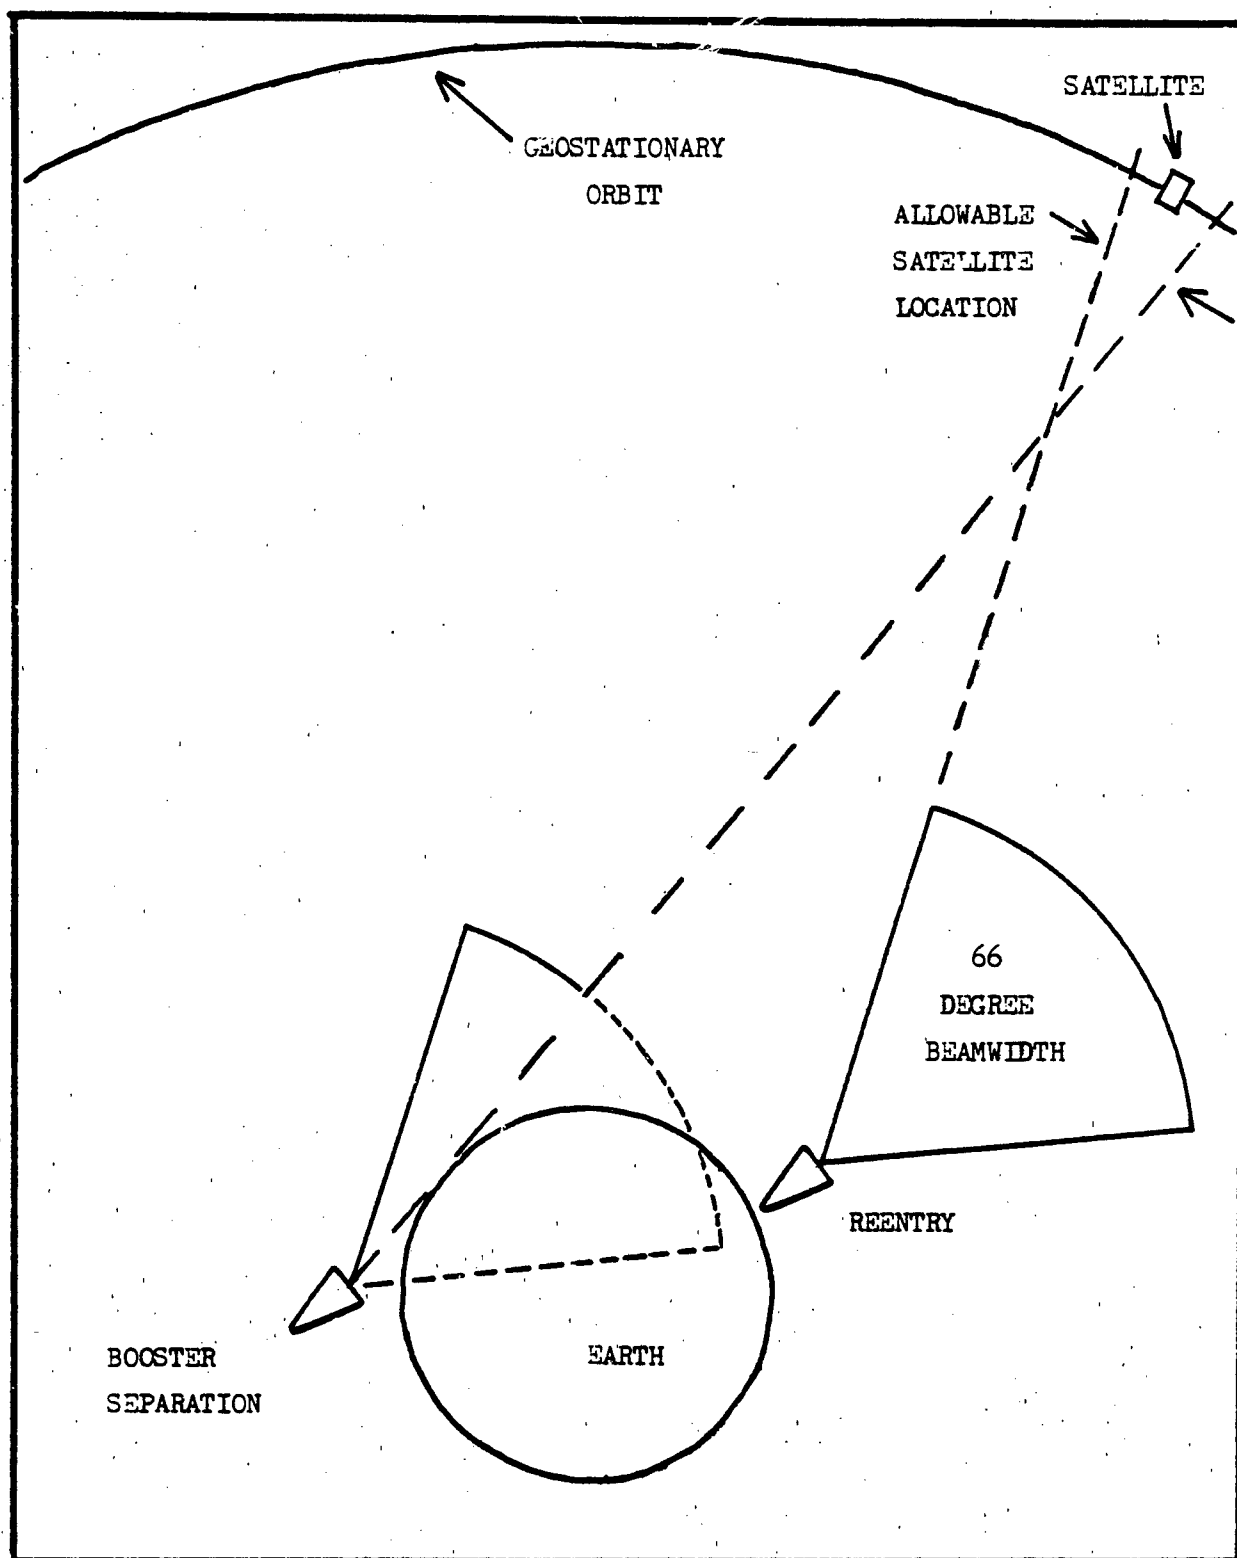 SATELLITE
GEOSTATIONARY
ORBIT
ALLOWABLE
SATELLITE
LOCATION
66
DEGREE
BEAMWIDTH
REENTRY
BOOSTER
SEPARATION
EARTH